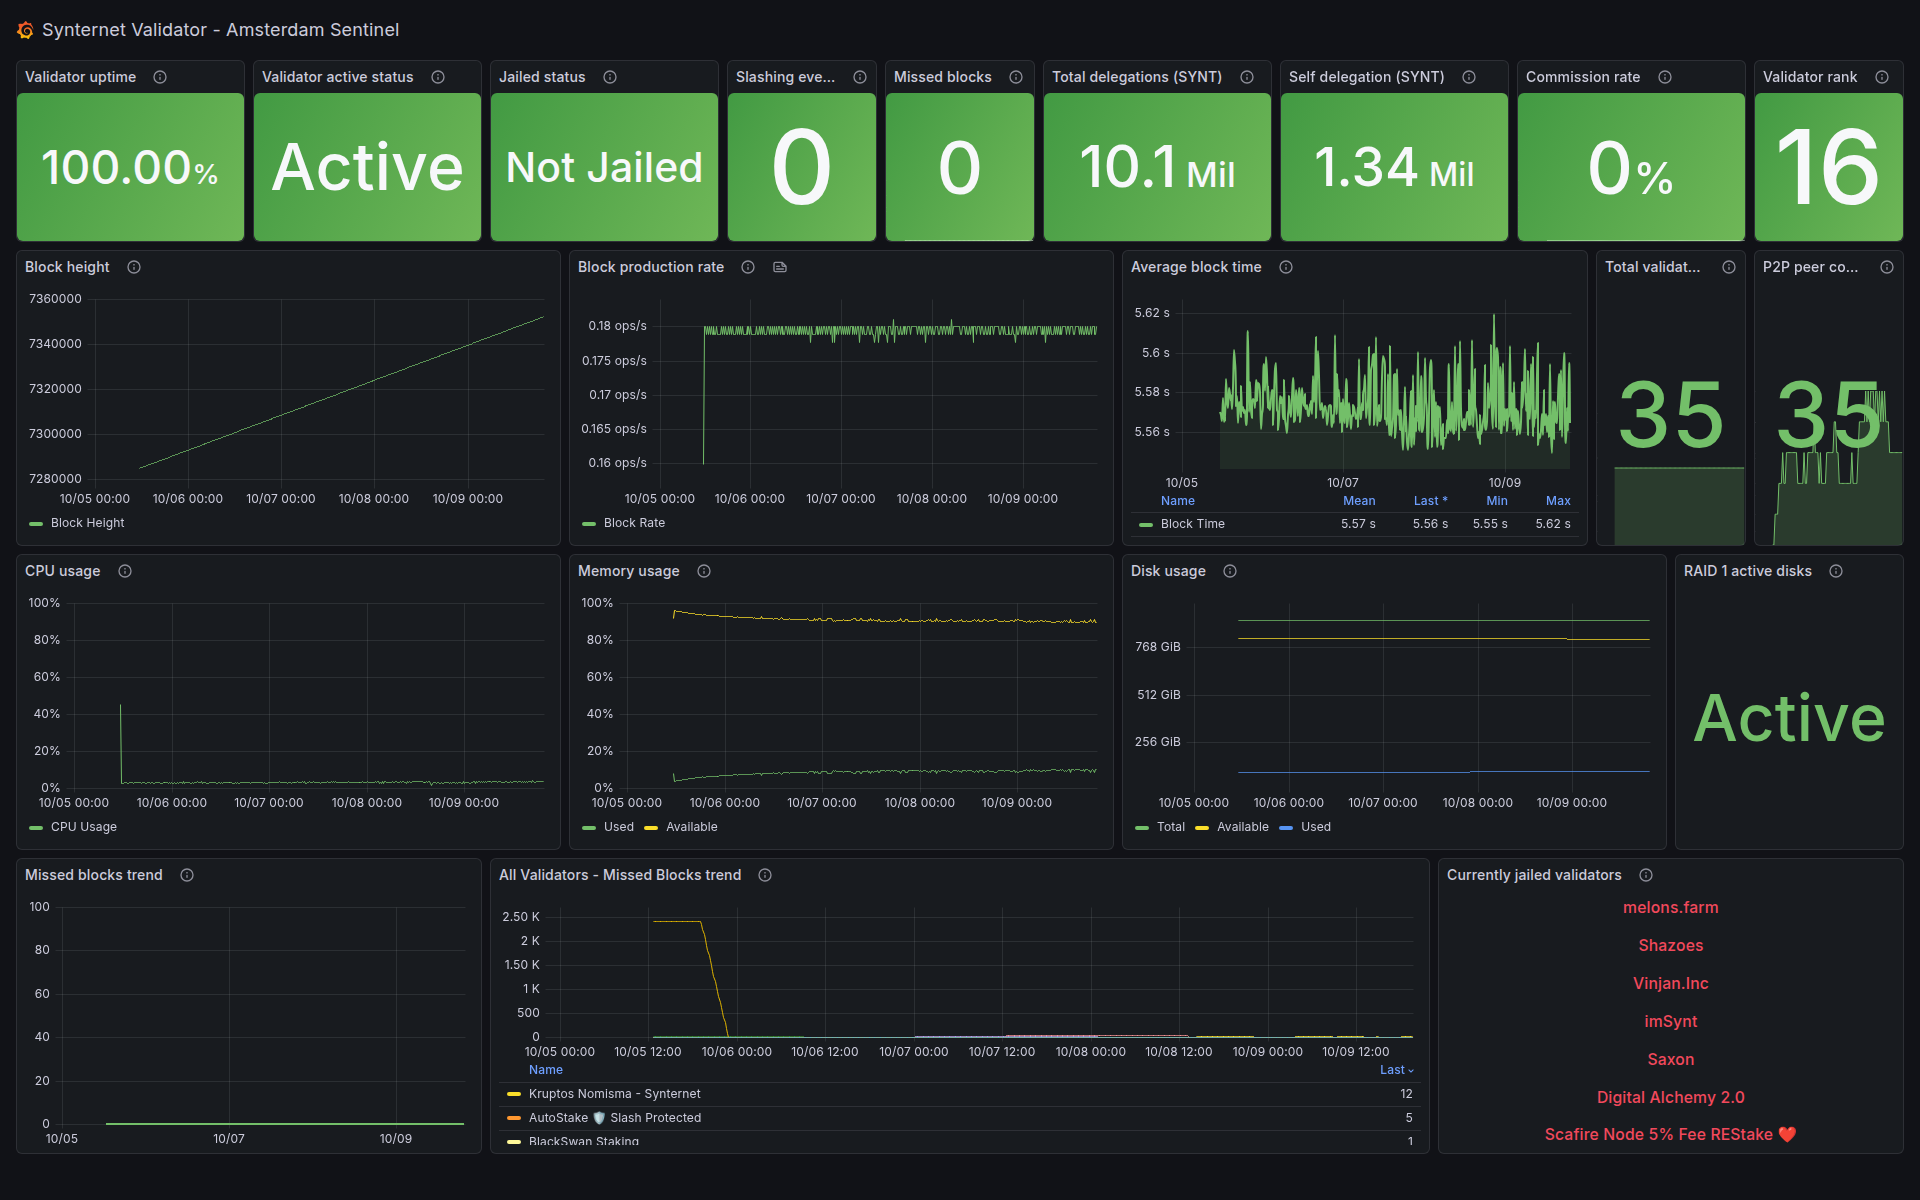 Synternet Validator - Amsterdam Sentinel
Validator uptime
100.00%
Validator active status
Active
Jailed status
Not Jailed
Slashing eve...
0
Missed blocks
0
Total delegations (SYNT)
10.1 Mil
Self delegation (SYNT)
1.34 Mil
Commission rate
0%
Validator rank
16
Block height
7360000
7340000
7320000
7300000
7280000
10/05 00:00 10/06 00:00 10/07 00:00 10/08 00:00 10/09 00:00
Block Height
Block production rate
0.18 ops/s
0.175 ops/s
0.17 ops/s
0.165 ops/s
0.16 ops/s
10/05 00:00 10/06 00:00 10/07 00:00 10/08 00:00 10/09 00:00
Block Rate
Average block time
5.62 s
5.6 s
5.58 s
5.56 s
10/05 10/07 10/09
Name Mean Last * Min Max
Block Time 5.57 s 5.56 s 5.55 s 5.62 s
Total validat...
35
P2P peer co...
35
CPU usage
100%
80%
60%
40%
20%
0%
10/05 00:00 10/06 00:00 10/07 00:00 10/08 00:00 10/09 00:00
CPU Usage
Memory usage
100%
80%
60%
40%
20%
0%
10/05 00:00 10/06 00:00 10/07 00:00 10/08 00:00 10/09 00:00
Used Available
Disk usage
768 GiB
512 GiB
256 GiB
10/05 00:00 10/06 00:00 10/07 00:00 10/08 00:00 10/09 00:00
Total Available Used
RAID 1 active disks
Active
Missed blocks trend
100
80
60
40
20
0
10/05 10/07 10/09
All Validators - Missed Blocks trend
2.50 K
2 K
1.50 K
1 K
500
0
10/05 00:00 10/05 12:00 10/06 00:00 10/06 12:00 10/07 00:00 10/07 12:00 10/08 00:00 10/08 12:00 10/09 00:00 10/09 12:00
Name Last
Kruptos Nomisma - Synternet 12
AutoStake 🛡️ Slash Protected 5
BlackSwan Staking 1
Currently jailed validators
melons.farm
Shazoes
Vinjan.Inc
imSynt
Saxon
Digital Alchemy 2.0
Scafire Node 5% Fee REStake ❤️